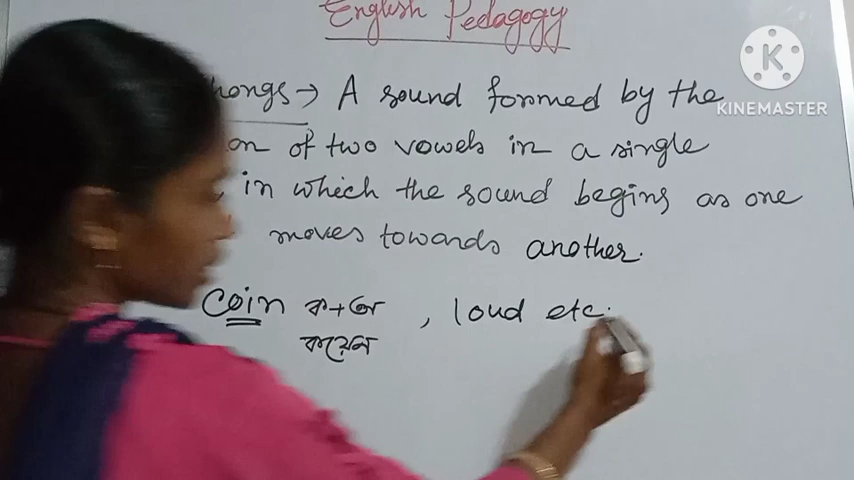 English Pedagogy
hongs → A sound formed by the
on of two vowels in a single
in which the sound begins as one
moves towards another.
Coin ক+অ , loud etc.
কয়েন
K
KINEMASTER